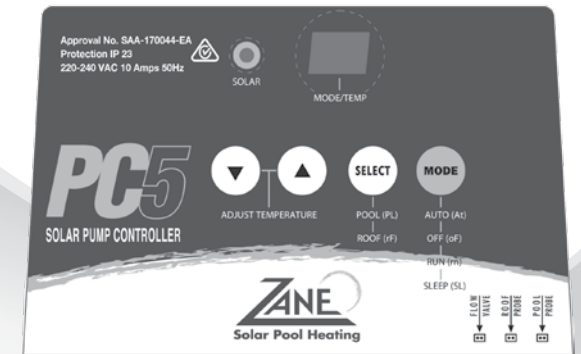 Approval No. SAA-170044-EA
Protection IP 23
220-240 VAC 10 Amps 50Hz
SOLAR
MODE/TEMP
PC5
SOLAR PUMP CONTROLLER
▼
▲
SELECT
MODE
ADJUST TEMPERATURE
POOL (PL)
ROOF (rF)
AUTO (At)
OFF (oF)
RUN (rn)
SLEEP (SL)
ZANE
Solar Pool Heating
FLOW VALVE
ROOF PROBE
POOL PROBE